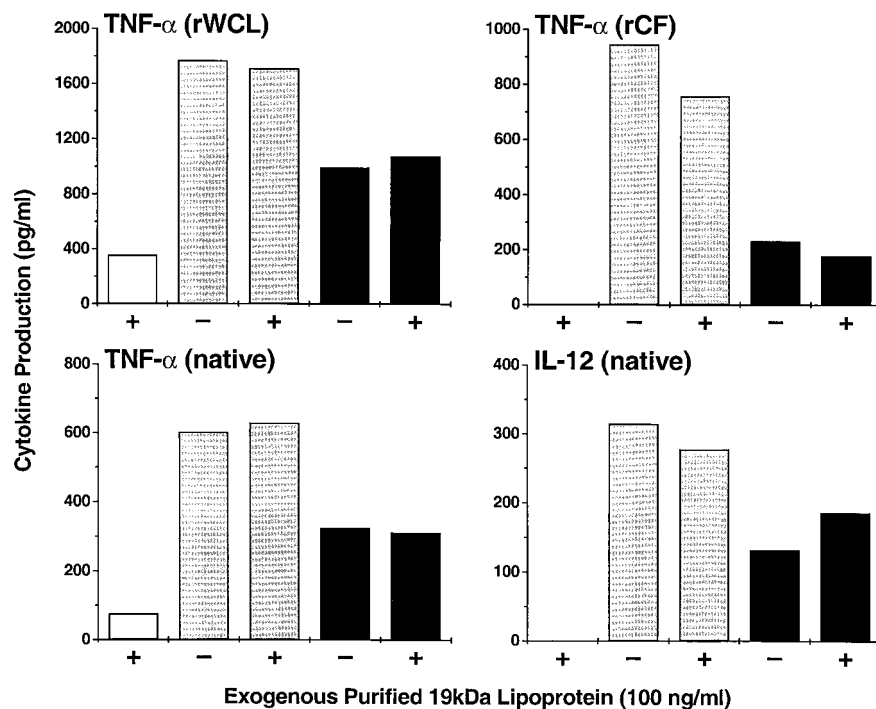 TNF-α (rWCL)
2000
1600
1200
800
400
0
+ − + − +
TNF-α (rCF)
1000
800
600
400
200
0
+ − + − +
TNF-α (native)
800
600
400
200
0
+ − + − +
IL-12 (native)
400
300
200
100
0
+ − + − +
Cytokine Production (pg/ml)
Exogenous Purified 19kDa Lipoprotein (100 ng/ml)